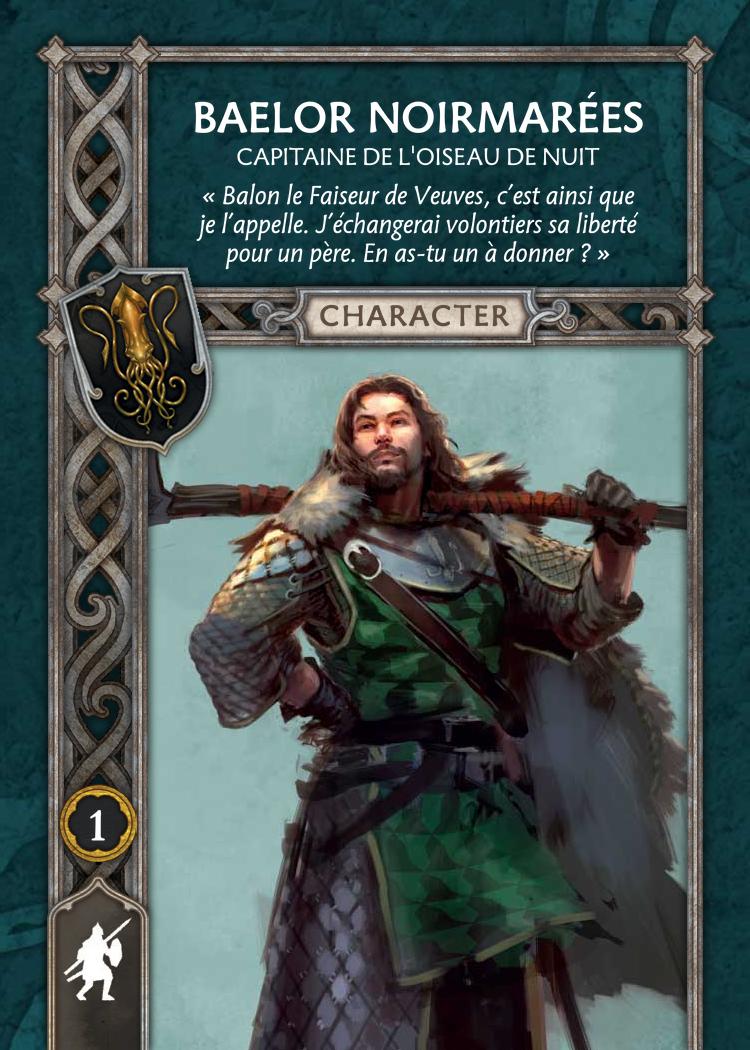 BAELOR NOIRMARÉES
CAPITAINE DE L'OISEAU DE NUIT
« Balon le Faiseur de Veuves, c’est ainsi que
je l’appelle. J’échangerai volontiers sa liberté
pour un père. En as-tu un à donner ? »
CHARACTER
1